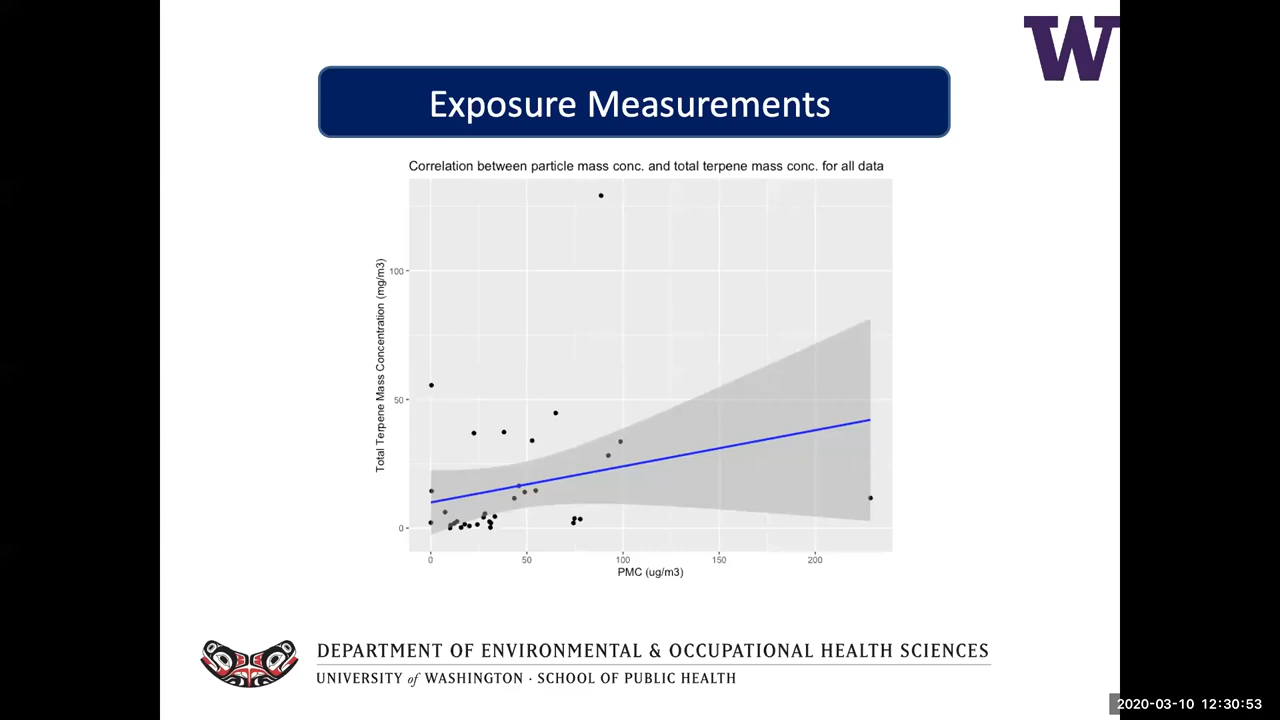 W
Exposure Measurements
Correlation between particle mass conc. and total terpene mass conc. for all data
Total Terpene Mass Concentration (mg/m3)
100
50
0
0 50 100 150 200
PMC (ug/m3)
DEPARTMENT OF ENVIRONMENTAL & OCCUPATIONAL HEALTH SCIENCES
UNIVERSITY of WASHINGTON · SCHOOL OF PUBLIC HEALTH
2020-03-10 12:30:53